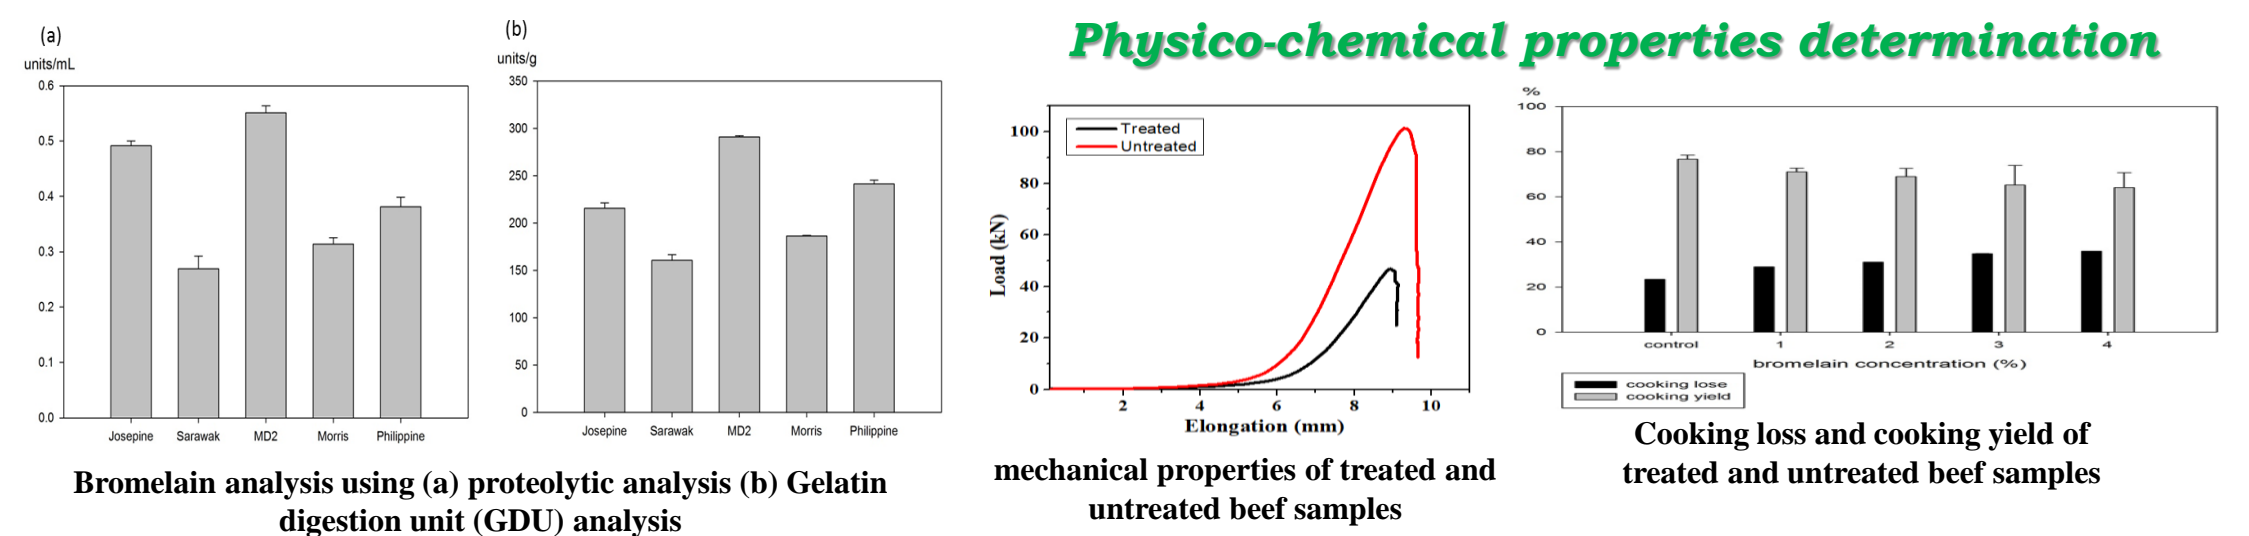 (a)
units/mL
0.6
0.5
0.4
0.3
0.2
0.1
0.0
Josepine Sarawak MD2 Morris Philippine
(b)
units/g
350
300
250
200
150
100
50
0
Josepine Sarawak MD2 Morris Philippine
Bromelain analysis using (a) proteolytic analysis (b) Gelatin
digestion unit (GDU) analysis
Physico-chemical properties determination
Treated
Untreated
Load (kN)
100
80
60
40
20
0
2 4 6 8 10
Elongation (mm)
mechanical properties of treated and
untreated beef samples
%
100
80
60
40
20
0
control 1 2 3 4
bromelain concentration (%)
cooking lose
cooking yield
Cooking loss and cooking yield of
treated and untreated beef samples